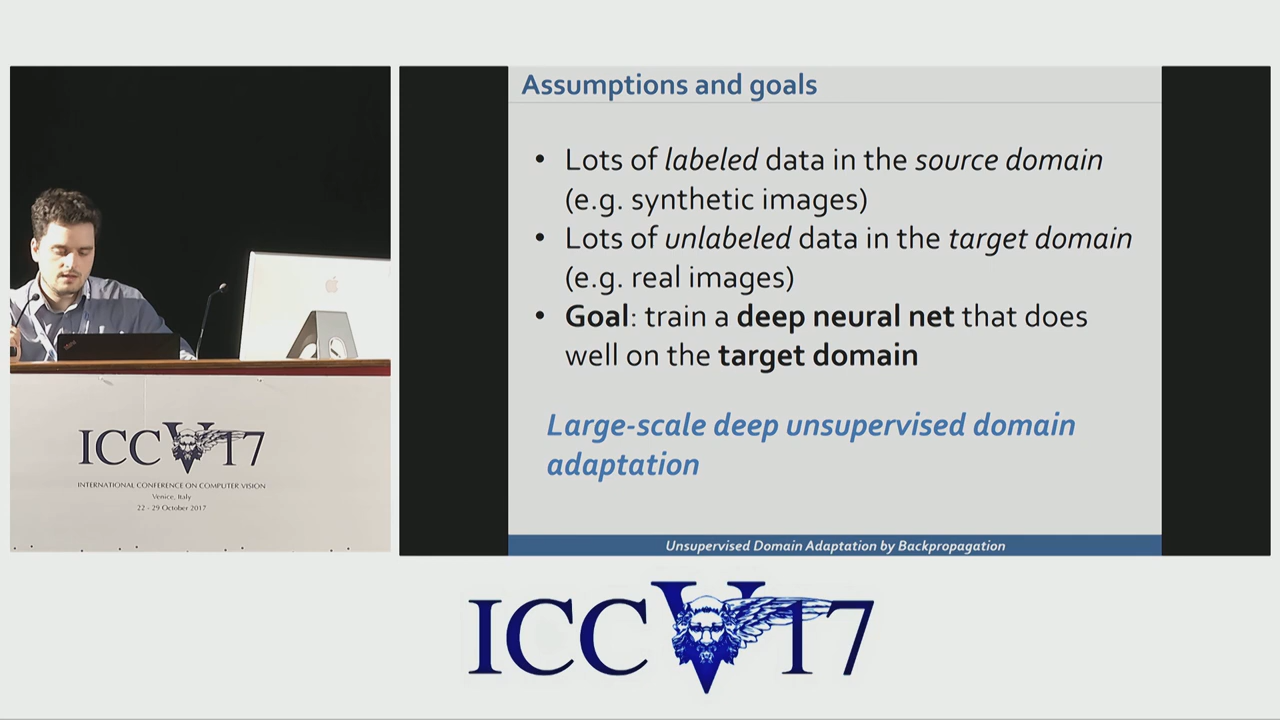 Assumptions and goals
• Lots of labeled data in the source domain
(e.g. synthetic images)
• Lots of unlabeled data in the target domain
(e.g. real images)
• Goal: train a deep neural net that does
well on the target domain
Large-scale deep unsupervised domain
adaptation
Unsupervised Domain Adaptation by Backpropagation
ICCV17
INTERNATIONAL CONFERENCE ON COMPUTER VISION
Venice, Italy
22 - 29 October 2017
ICCV17